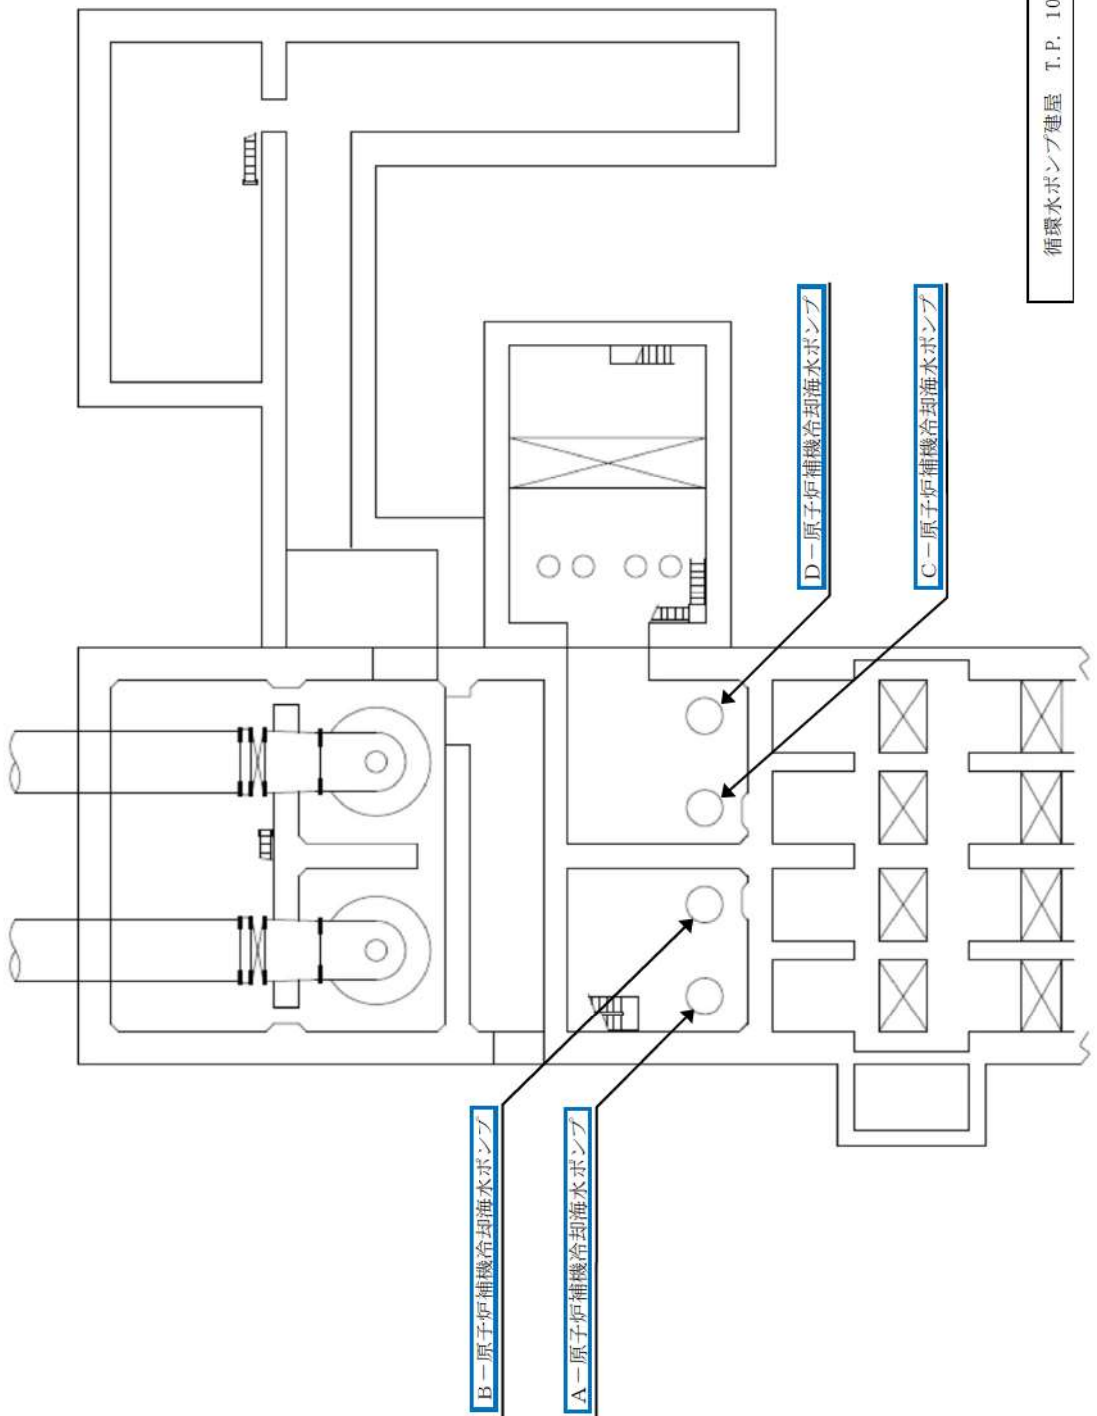 循環水ポンプ建屋 T.P. 10
D－原子炉補機冷却海水ポンプ
C－原子炉補機冷却海水ポンプ
B－原子炉補機冷却海水ポンプ
A－原子炉補機冷却海水ポンプ